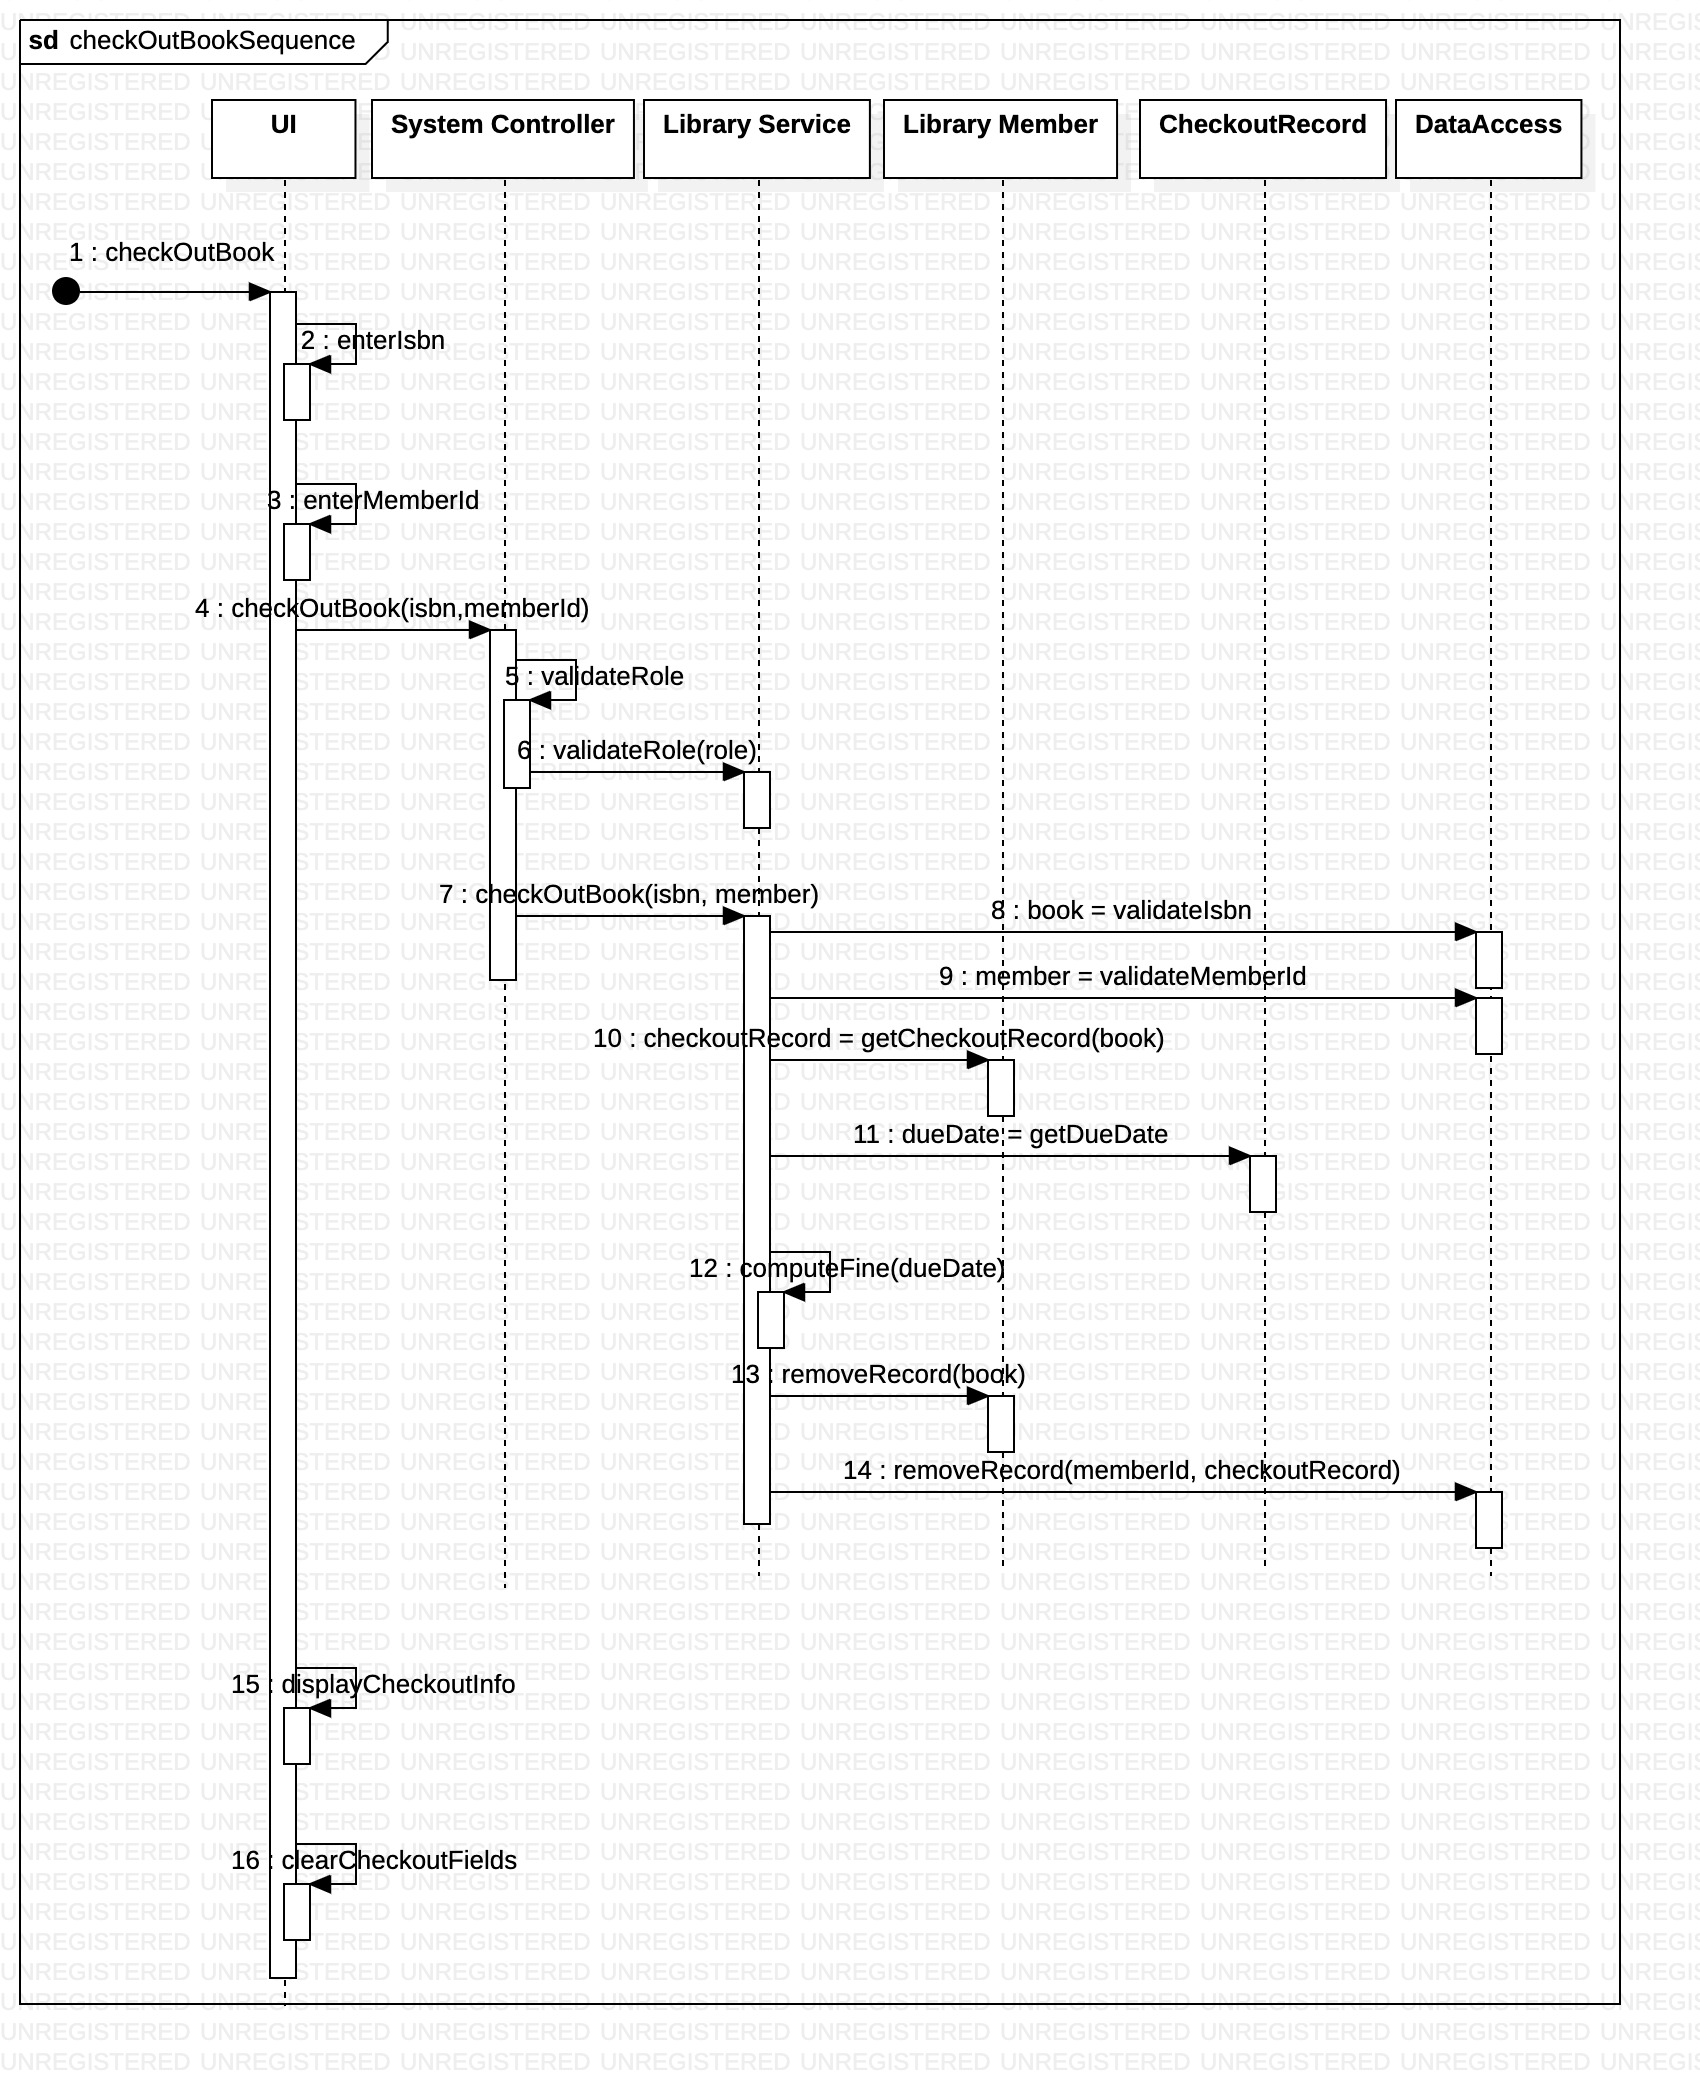 sd checkOutBookSequence
UI
System Controller
Library Service
Library Member
CheckoutRecord
DataAccess
1 : checkOutBook
2 : enterIsbn
3 : enterMemberId
4 : checkOutBook(isbn,memberId)
5 : validateRole
6 : validateRole(role)
7 : checkOutBook(isbn, member)
8 : book = validateIsbn
9 : member = validateMemberId
10 : checkoutRecord = getCheckoutRecord(book)
11 : dueDate = getDueDate
12 : computeFine(dueDate)
13 : removeRecord(book)
14 : removeRecord(memberId, checkoutRecord)
15 : displayCheckoutInfo
16 : clearCheckoutFields
UNREGISTERED